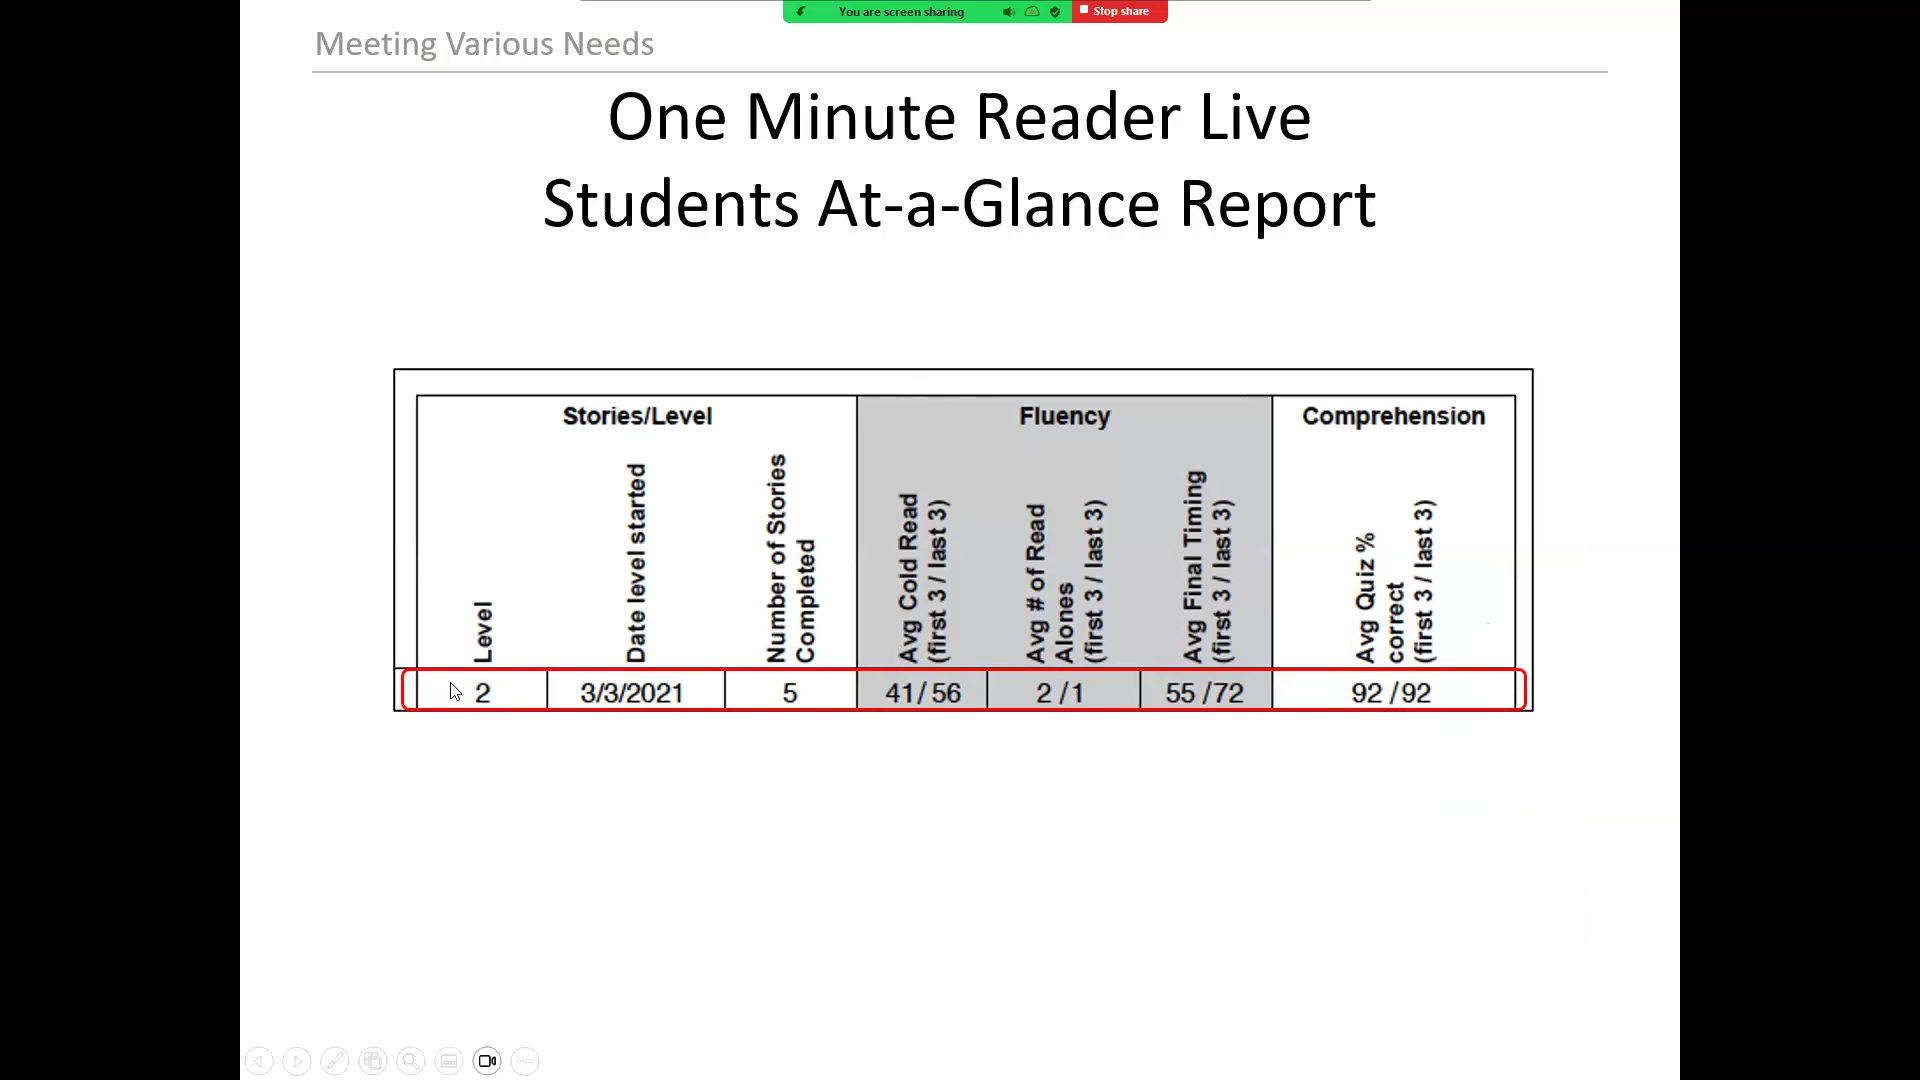 You are screen sharing
Stop share
Meeting Various Needs
One Minute Reader Live
Students At-a-Glance Report
Stories/Level
Fluency
Comprehension
Level
Date level started
Number of Stories
Completed
Avg Cold Read
(first 3 / last 3)
Avg # of Read
Alones
(first 3 / last 3)
Avg Final Timing
(first 3 / last 3)
Avg Quiz %
correct
(first 3 / last 3)
2
3/3/2021
5
41/ 56
2 /1
55 /72
92 /92